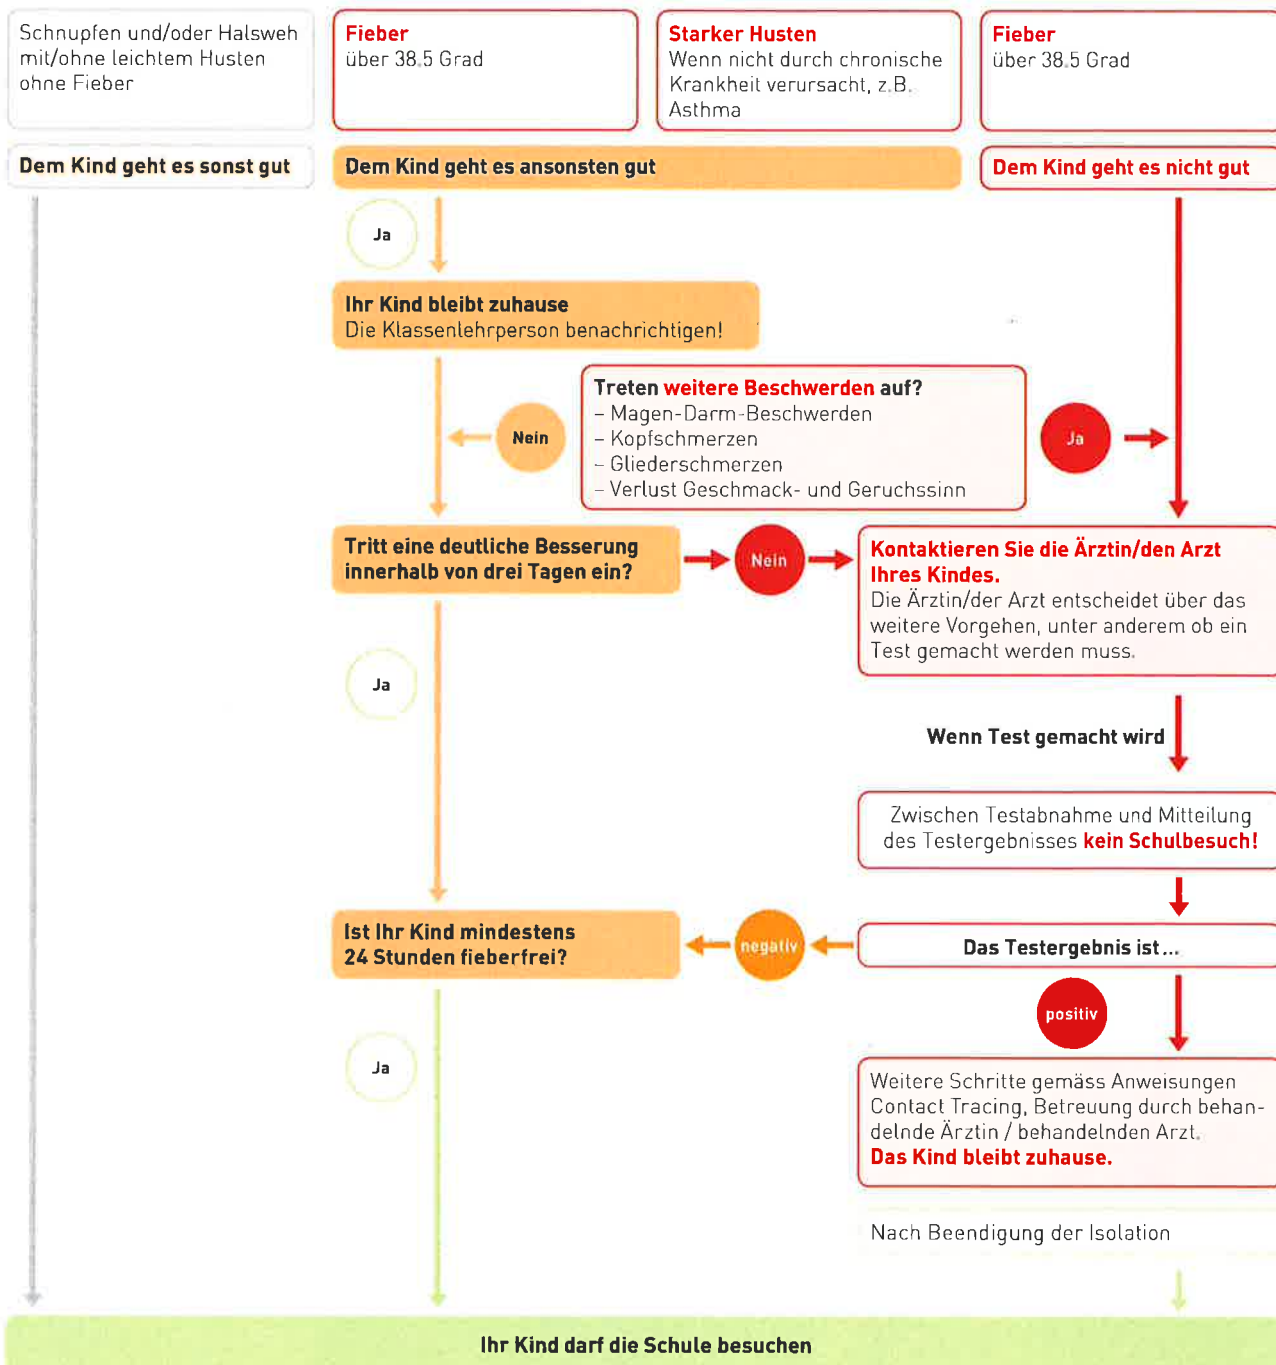 Schnupfen und/oder Halsweh
mit/ohne leichtem Husten
ohne Fieber
Fieber
über 38.5 Grad
Starker Husten
Wenn nicht durch chronische
Krankheit verursacht, z.B.
Asthma
Fieber
über 38.5 Grad
Dem Kind geht es sonst gut
Dem Kind geht es ansonsten gut
Dem Kind geht es nicht gut
Ja
Ihr Kind bleibt zuhause
Die Klassenlehrperson benachrichtigen!
Treten weitere Beschwerden auf?
– Magen-Darm-Beschwerden
– Kopfschmerzen
– Gliederschmerzen
– Verlust Geschmack- und Geruchssinn
Nein
Ja
Tritt eine deutliche Besserung
innerhalb von drei Tagen ein?
Nein
Kontaktieren Sie die Ärztin/den Arzt
Ihres Kindes.
Die Ärztin/der Arzt entscheidet über das
weitere Vorgehen, unter anderem ob ein
Test gemacht werden muss.
Ja
Wenn Test gemacht wird
Zwischen Testabnahme und Mitteilung
des Testergebnisses kein Schulbesuch!
Ist Ihr Kind mindestens
24 Stunden fieberfrei?
negativ
Das Testergebnis ist ...
positiv
Ja
Weitere Schritte gemäss Anweisungen
Contact Tracing, Betreuung durch behan-
delnde Ärztin / behandelnden Arzt.
Das Kind bleibt zuhause.
Nach Beendigung der Isolation
Ihr Kind darf die Schule besuchen